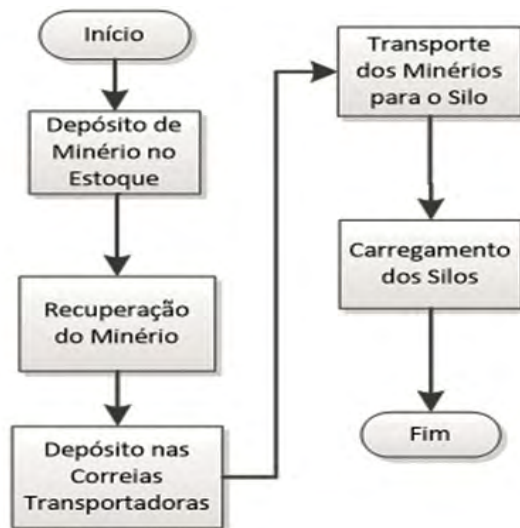 Início
Depósito de
Minério no
Estoque
Recuperação
do Minério
Depósito nas
Correias
Transportadoras
Transporte
dos Minérios
para o Silo
Carregamento
dos Silos
Fim